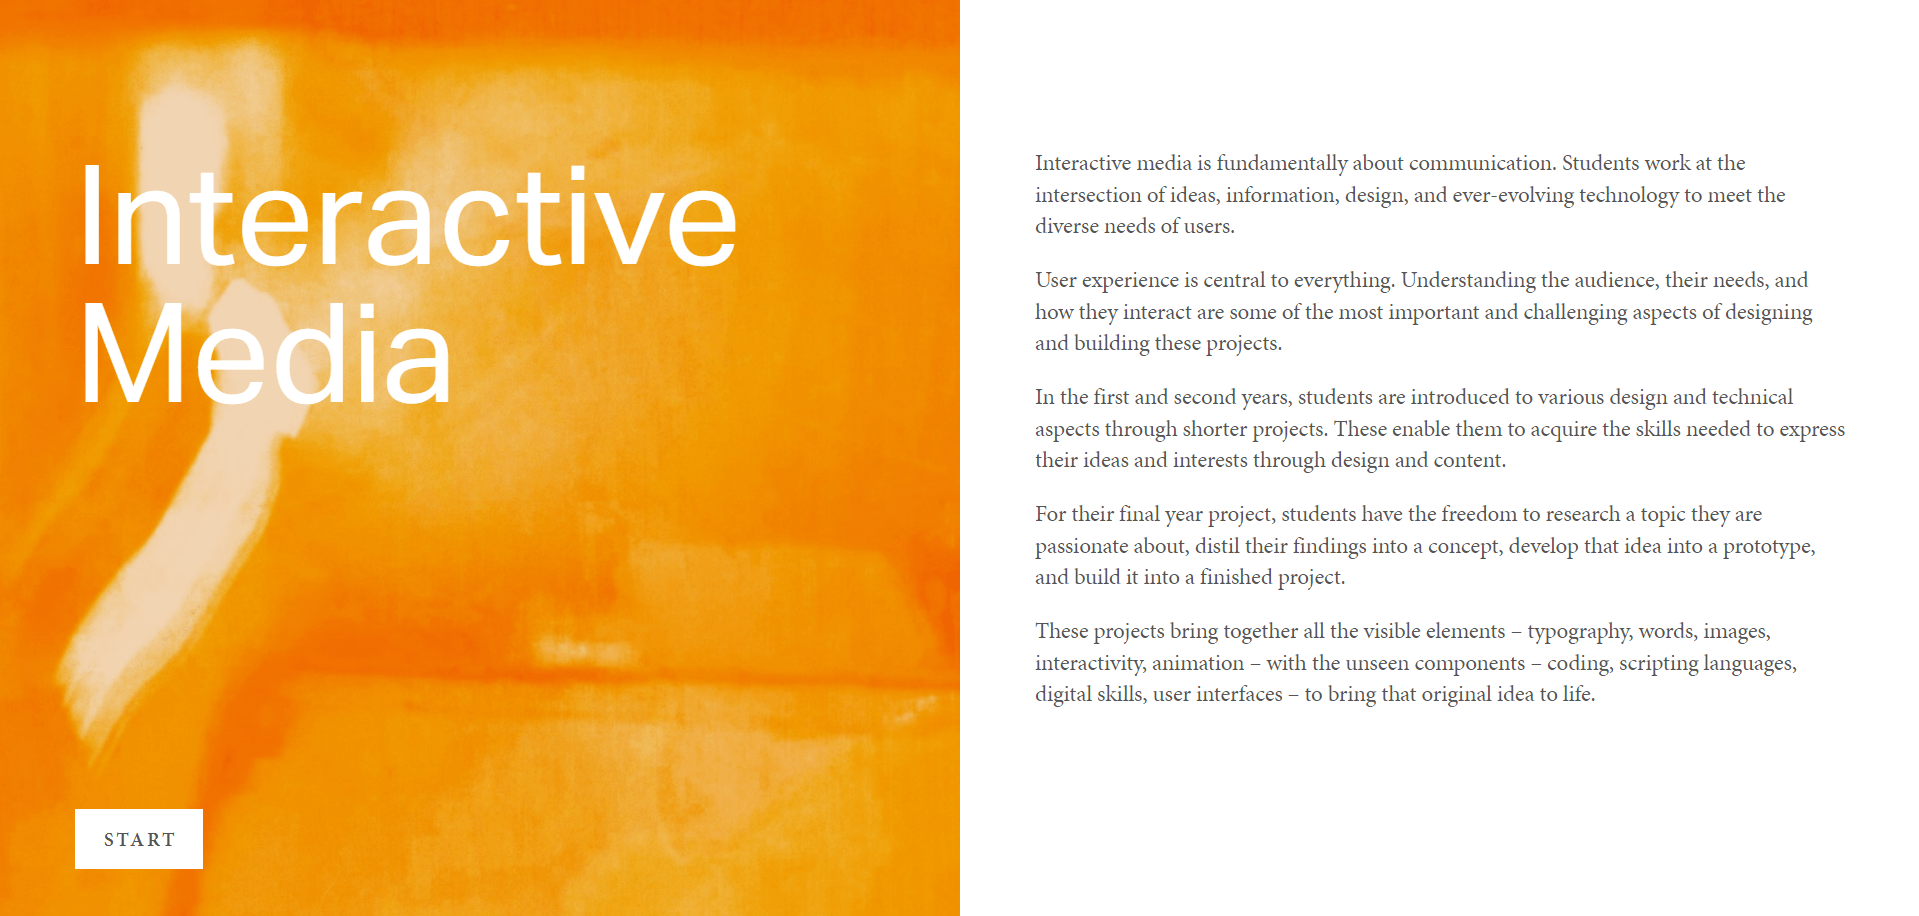 Interactive
Media
START
Interactive media is fundamentally about communication. Students work at the
intersection of ideas, information, design, and ever-evolving technology to meet the
diverse needs of users.
User experience is central to everything. Understanding the audience, their needs, and
how they interact are some of the most important and challenging aspects of designing
and building these projects.
In the first and second years, students are introduced to various design and technical
aspects through shorter projects. These enable them to acquire the skills needed to express
their ideas and interests through design and content.
For their final year project, students have the freedom to research a topic they are
passionate about, distil their findings into a concept, develop that idea into a prototype,
and build it into a finished project.
These projects bring together all the visible elements – typography, words, images,
interactivity, animation – with the unseen components – coding, scripting languages,
digital skills, user interfaces – to bring that original idea to life.